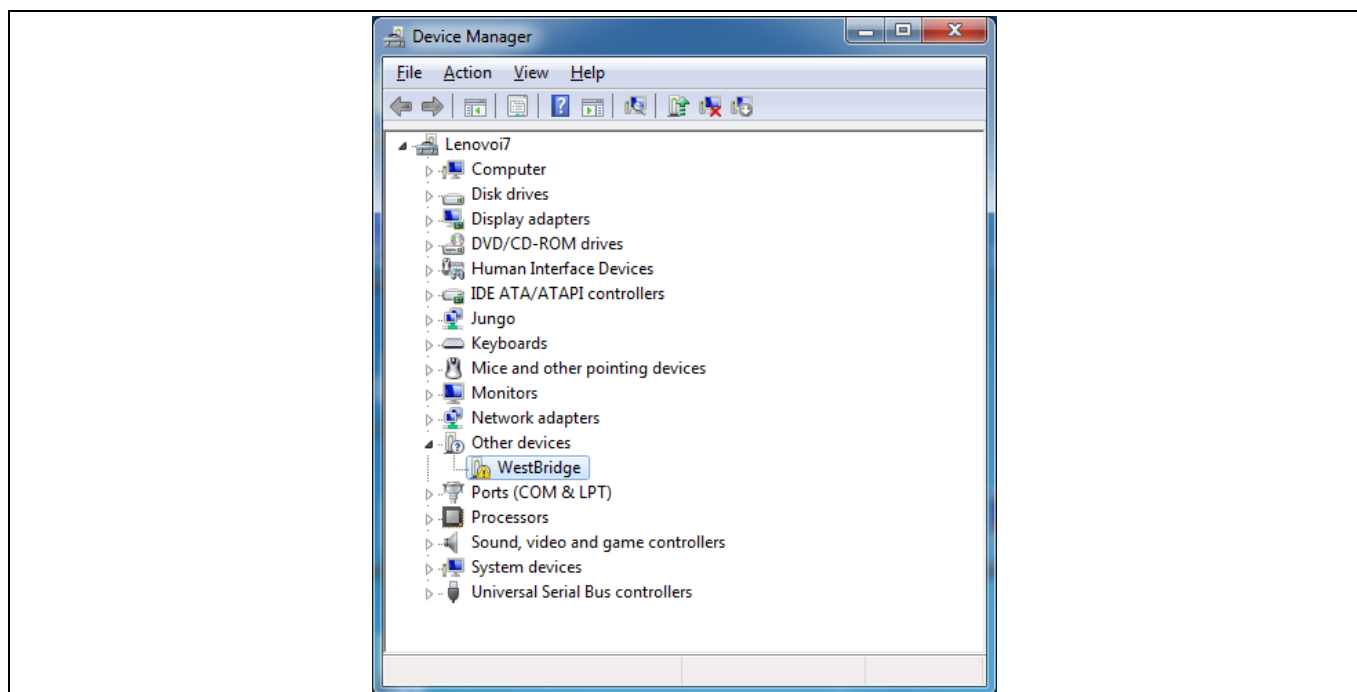 Device Manager
File Action View Help
Lenovoi7
Computer
Disk drives
Display adapters
DVD/CD-ROM drives
Human Interface Devices
IDE ATA/ATAPI controllers
Jungo
Keyboards
Mice and other pointing devices
Monitors
Network adapters
Other devices
WestBridge
Ports (COM & LPT)
Processors
Sound, video and game controllers
System devices
Universal Serial Bus controllers